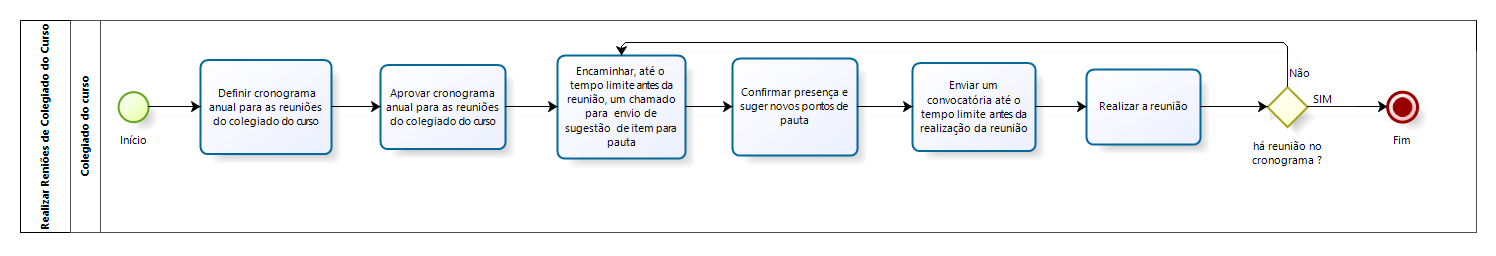 Realizar Reniões de Colegiado do Curso
Colegiado do curso
Início
Definir cronograma
anual para as reuniões
do colegiado do curso
Aprovar cronograma
anual para as reuniões
do colegiado do curso
Encaminhar, até o
tempo limite antes da
reunião, um chamado
para envio de
sugestão de item para
pauta
Confirmar presença e
suger novos pontos de
pauta
Enviar um
convocatória até o
tempo limite antes da
realização da reunião
Realizar a reunião
Não
SIM
há reunião no
cronograma ?
Fim